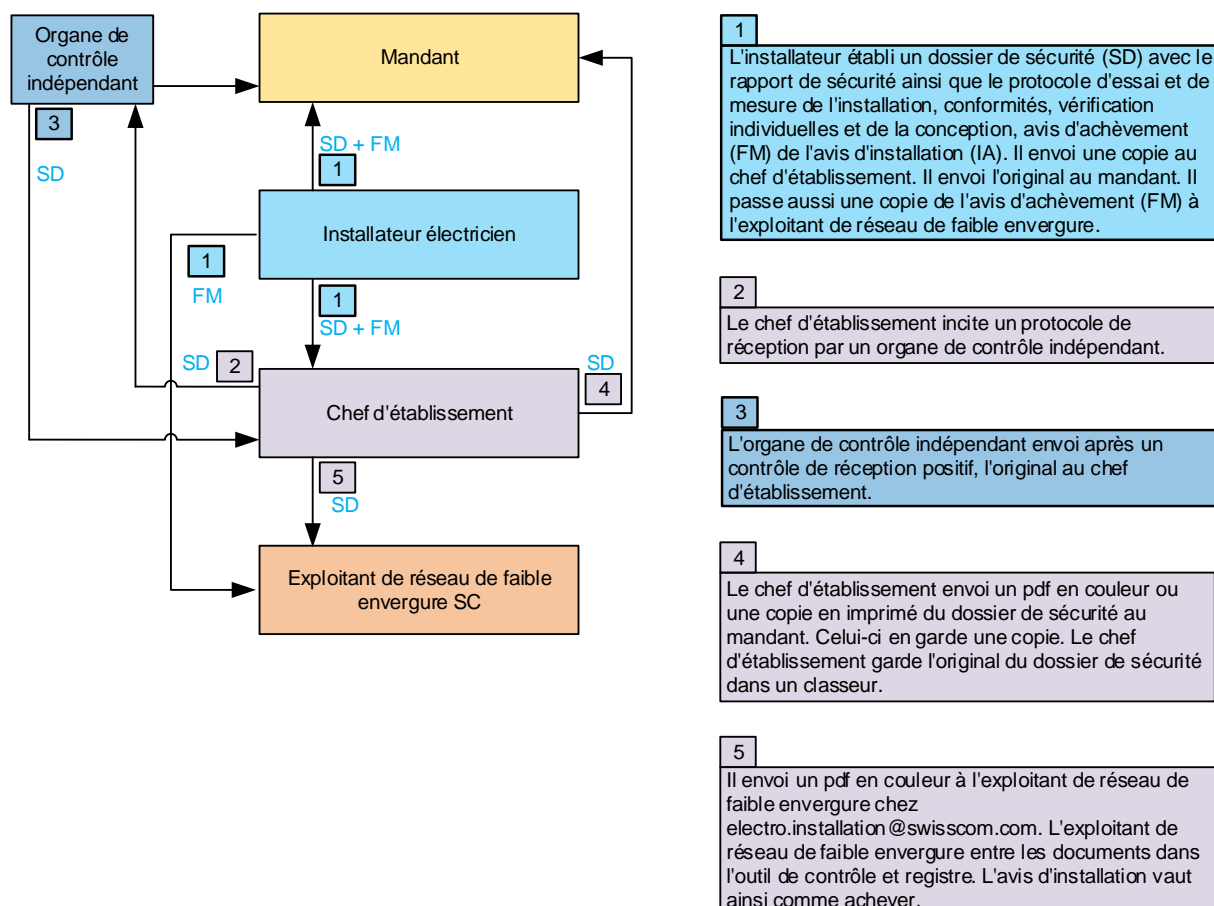 Organe de
contrôle
indépendant
Mandant
3
SD
SD + FM
1
Installateur électricien
1
FM
1
SD + FM
SD
2
Chef d'établissement
SD
4
5
SD
Exploitant de réseau de faible
envergure SC
1
L'installateur établi un dossier de sécurité (SD) avec le
rapport de sécurité ainsi que le protocole d'essai et de
mesure de l'installation, conformités, vérification
individuelles et de la conception, avis d'achèvement
(FM) de l'avis d'installation (IA). Il envoi une copie au
chef d'établissement. Il envoi l'original au mandant. Il
passe aussi une copie de l'avis d'achèvement (FM) à
l'exploitant de réseau de faible envergure.
2
Le chef d'établissement incite un protocole de
réception par un organe de contrôle indépendant.
3
L'organe de contrôle indépendant envoi après un
contrôle de réception positif, l'original au chef
d'établissement.
4
Le chef d'établissement envoi un pdf en couleur ou
une copie en imprimé du dossier de sécurité au
mandant. Celui-ci en garde une copie. Le chef
d'établissement garde l'original du dossier de sécurité
dans un classeur.
5
Il envoi un pdf en couleur à l'exploitant de réseau de
faible envergure chez
electro.installation@swisscom.com. L'exploitant de
réseau de faible envergure entre les documents dans
l'outil de contrôle et registre. L'avis d'installation vaut
ainsi comme achever.